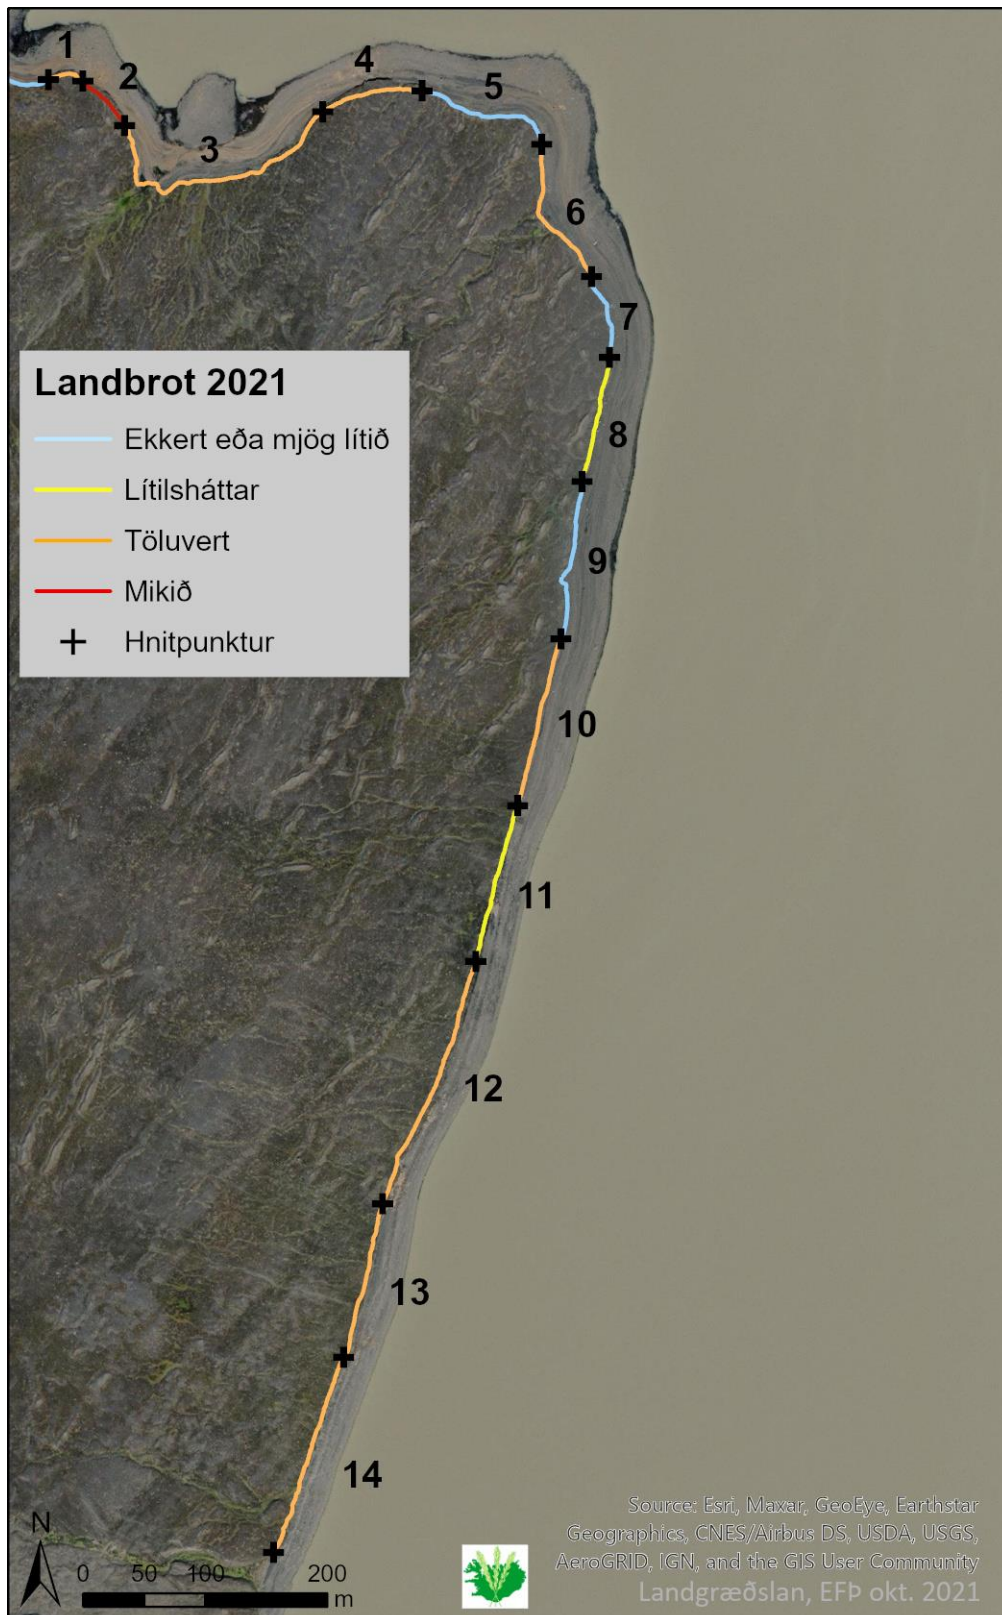 1
2
3
4
5
6
7
Landbrot 2021
Ekkert eða mjög lítið
Lítilsháttar
Töluvert
Mikið
Hnitpunktur
8
9
10
11
12
13
14
N
0 50 100 200
m
Source: Esri, Maxar, GeoEye, Earthstar
Geographics, CNES/Airbus DS, USDA, USGS,
AeroGRID, IGN, and the GIS User Community
Landgræðslan, EFÞ okt. 2021